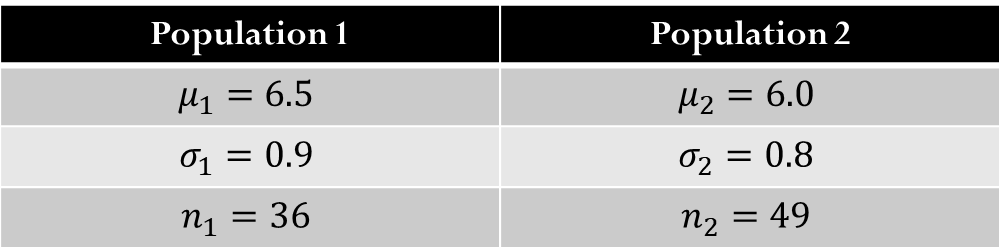 Population 1 Population 2
μ₁ = 6.5 μ₂ = 6.0
σ₁ = 0.9 σ₂ = 0.8
n₁ = 36 n₂ = 49